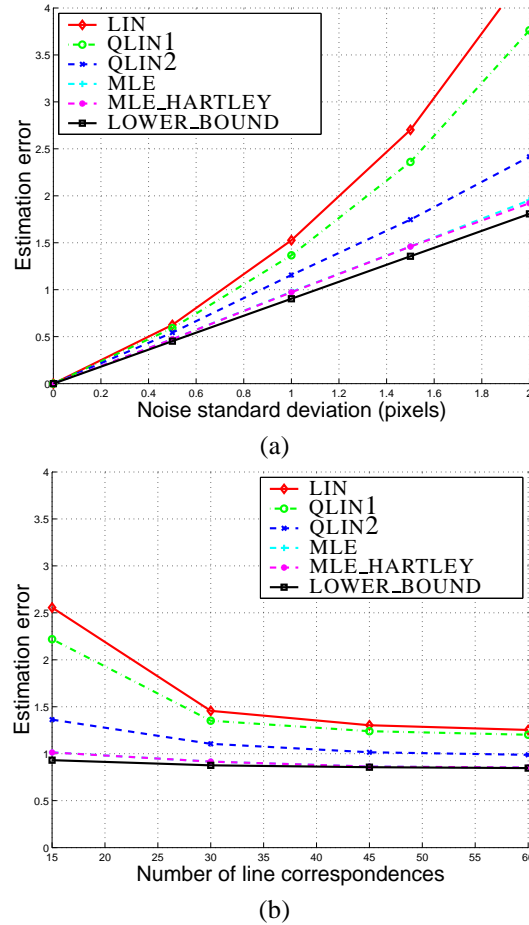 4
LIN
QLIN1
QLIN2
MLE
MLE_HARTLEY
LOWER_BOUND
3.5
3
2.5
2
1.5
1
0.5
0
Estimation error
0 0.2 0.4 0.6 0.8 1 1.2 1.4 1.6 1.8 2
Noise standard deviation (pixels)
(a)
4
LIN
QLIN1
QLIN2
MLE
MLE_HARTLEY
LOWER_BOUND
3.5
3
2.5
2
1.5
1
0.5
0
Estimation error
15 20 25 30 35 40 45 50 55 60
Number of line correspondences
(b)